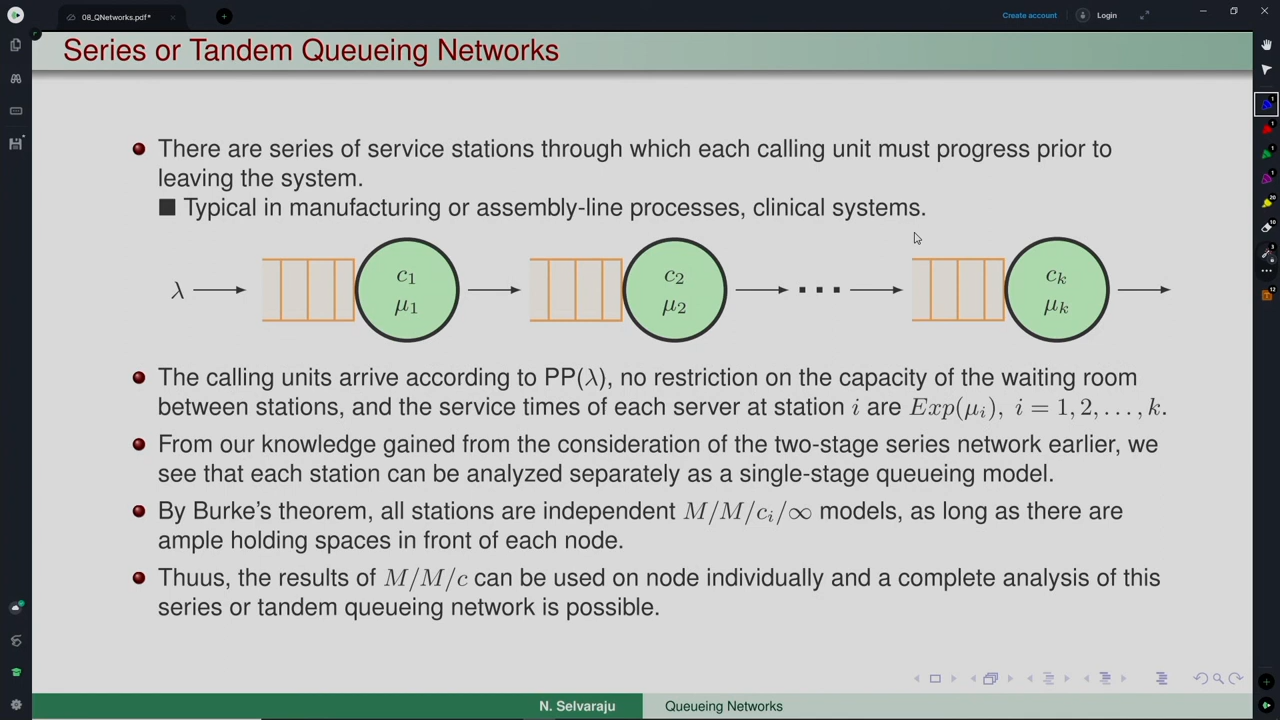 08_QNetworks.pdf*
Create account
Login
Series or Tandem Queueing Networks
There are series of service stations through which each calling unit must progress prior to
leaving the system.
Typical in manufacturing or assembly-line processes, clinical systems.
λ
c₁
μ₁
c₂
μ₂
cₖ
μₖ
The calling units arrive according to PP(λ), no restriction on the capacity of the waiting room
between stations, and the service times of each server at station i are Exp(μᵢ), i = 1, 2, . . . , k.
From our knowledge gained from the consideration of the two-stage series network earlier, we
see that each station can be analyzed separately as a single-stage queueing model.
By Burke's theorem, all stations are independent M/M/cᵢ/∞ models, as long as there are
ample holding spaces in front of each node.
Thuus, the results of M/M/c can be used on node individually and a complete analysis of this
series or tandem queueing network is possible.
N. Selvaraju
Queueing Networks